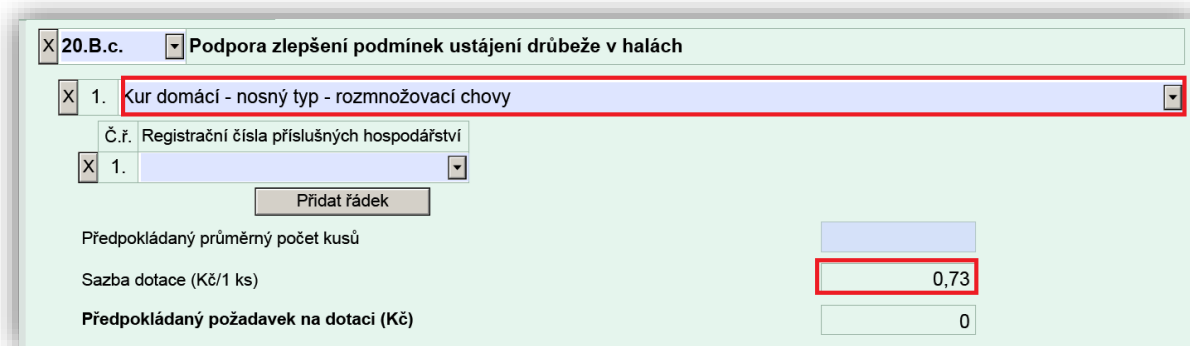 X 20.B.c. Podpora zlepšení podmínek ustájení drůbeže v halách
X 1. Kur domácí - nosný typ - rozmnožovací chovy
Č.ř. Registrační čísla příslušných hospodářství
X 1.
Přidat řádek
Předpokládaný průměrný počet kusů
Sazba dotace (Kč/1 ks) 0,73
Předpokládaný požadavek na dotaci (Kč) 0